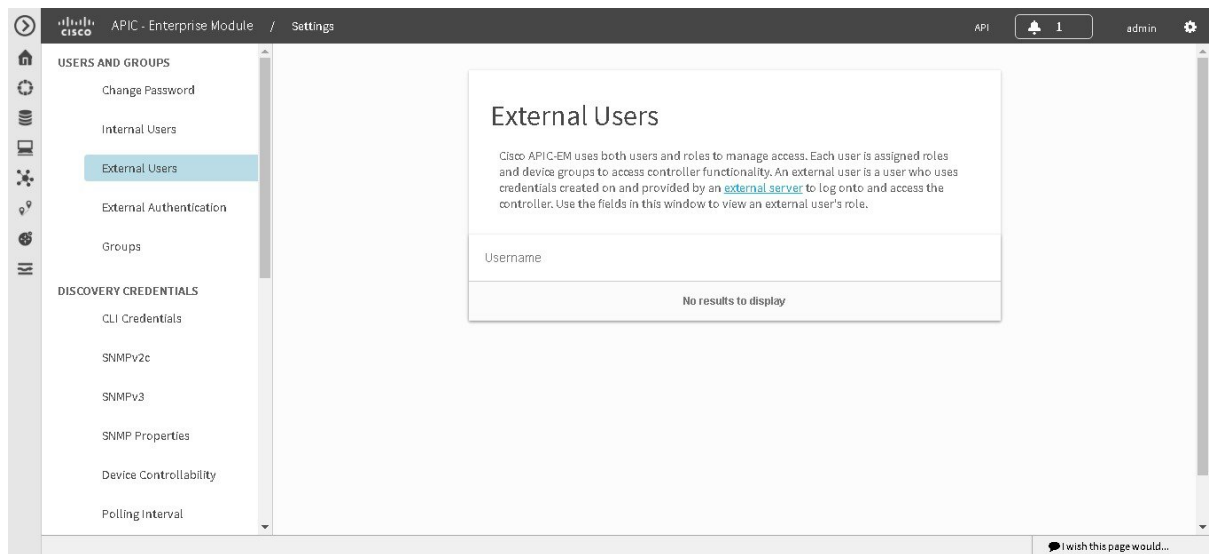 CISCO APIC - Enterprise Module / Settings API 1 admin
USERS AND GROUPS
Change Password
Internal Users
External Users
External Authentication
Groups
DISCOVERY CREDENTIALS
CLI Credentials
SNMPv2c
SNMPv3
SNMP Properties
Device Controllability
Polling Interval
External Users
Cisco APIC-EM uses both users and roles to manage access. Each user is assigned roles
and device groups to access controller functionality. An external user is a user who uses
credentials created on and provided by an external server to log onto and access the
controller. Use the fields in this window to view an external user's role.
Username
No results to display
I wish this page would...